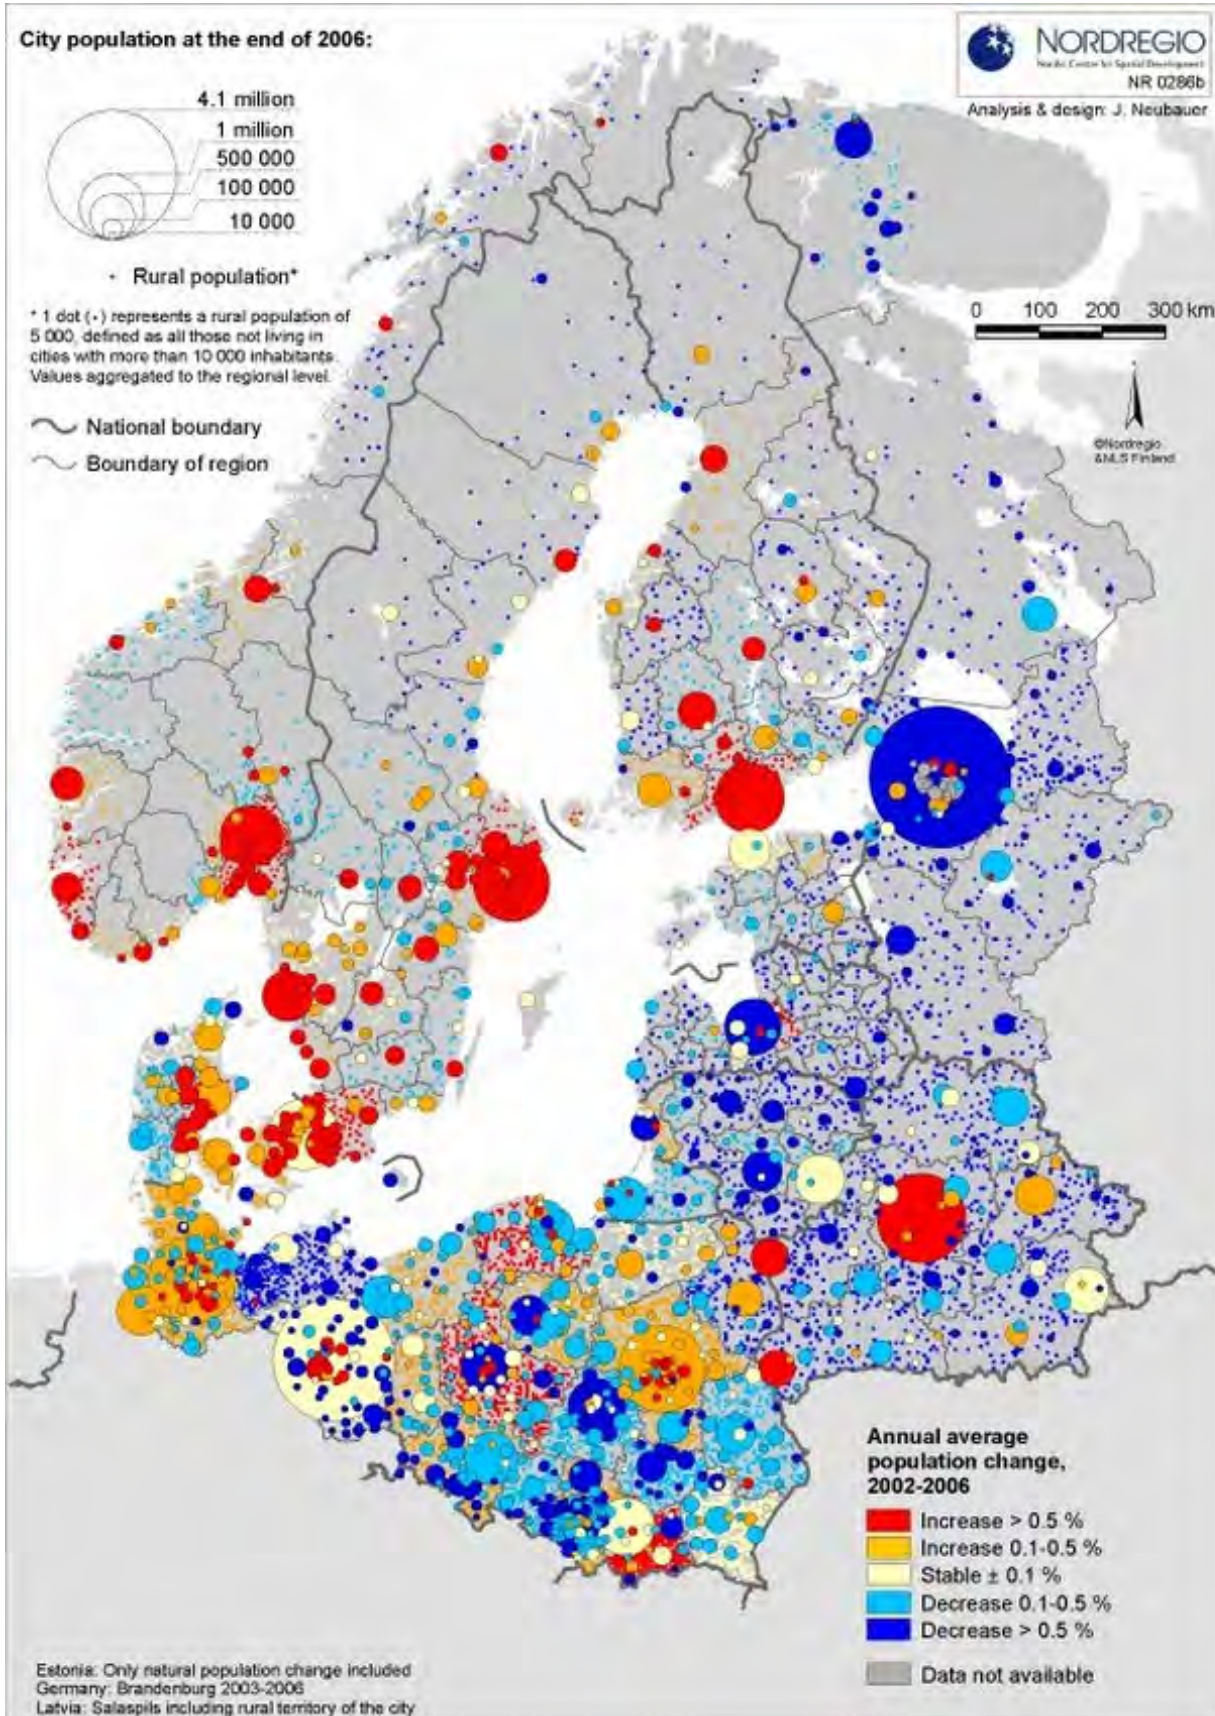 City population at the end of 2006:
4.1 million
1 million
500 000
100 000
10 000
Rural population*
* 1 dot (•) represents a rural population of
5 000, defined as all those not living in
cities with more than 10 000 inhabitants.
Values aggregated to the regional level.
National boundary
Boundary of region
NORDREGIO
Nordic Center for Spatial Development
NR 0286b
Analysis & design: J. Neubauer
0 100 200 300 km
©Nordregio
& NLS Finland
Annual average
population change,
2002-2006
Increase > 0.5 %
Increase 0.1-0.5 %
Stable ± 0.1 %
Decrease 0.1-0.5 %
Decrease > 0.5 %
Data not available
Estonia: Only natural population change included
Germany: Brandenburg 2003-2006
Latvia: Salaspils including rural territory of the city